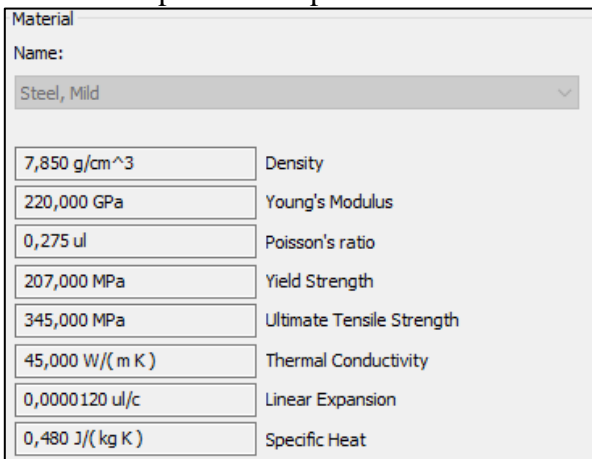 Material
Name:
Steel, Mild
7,850 g/cm^3 Density
220,000 GPa Young's Modulus
0,275 ul Poisson's ratio
207,000 MPa Yield Strength
345,000 MPa Ultimate Tensile Strength
45,000 W/( m K ) Thermal Conductivity
0,0000120 ul/c Linear Expansion
0,480 J/( kg K ) Specific Heat